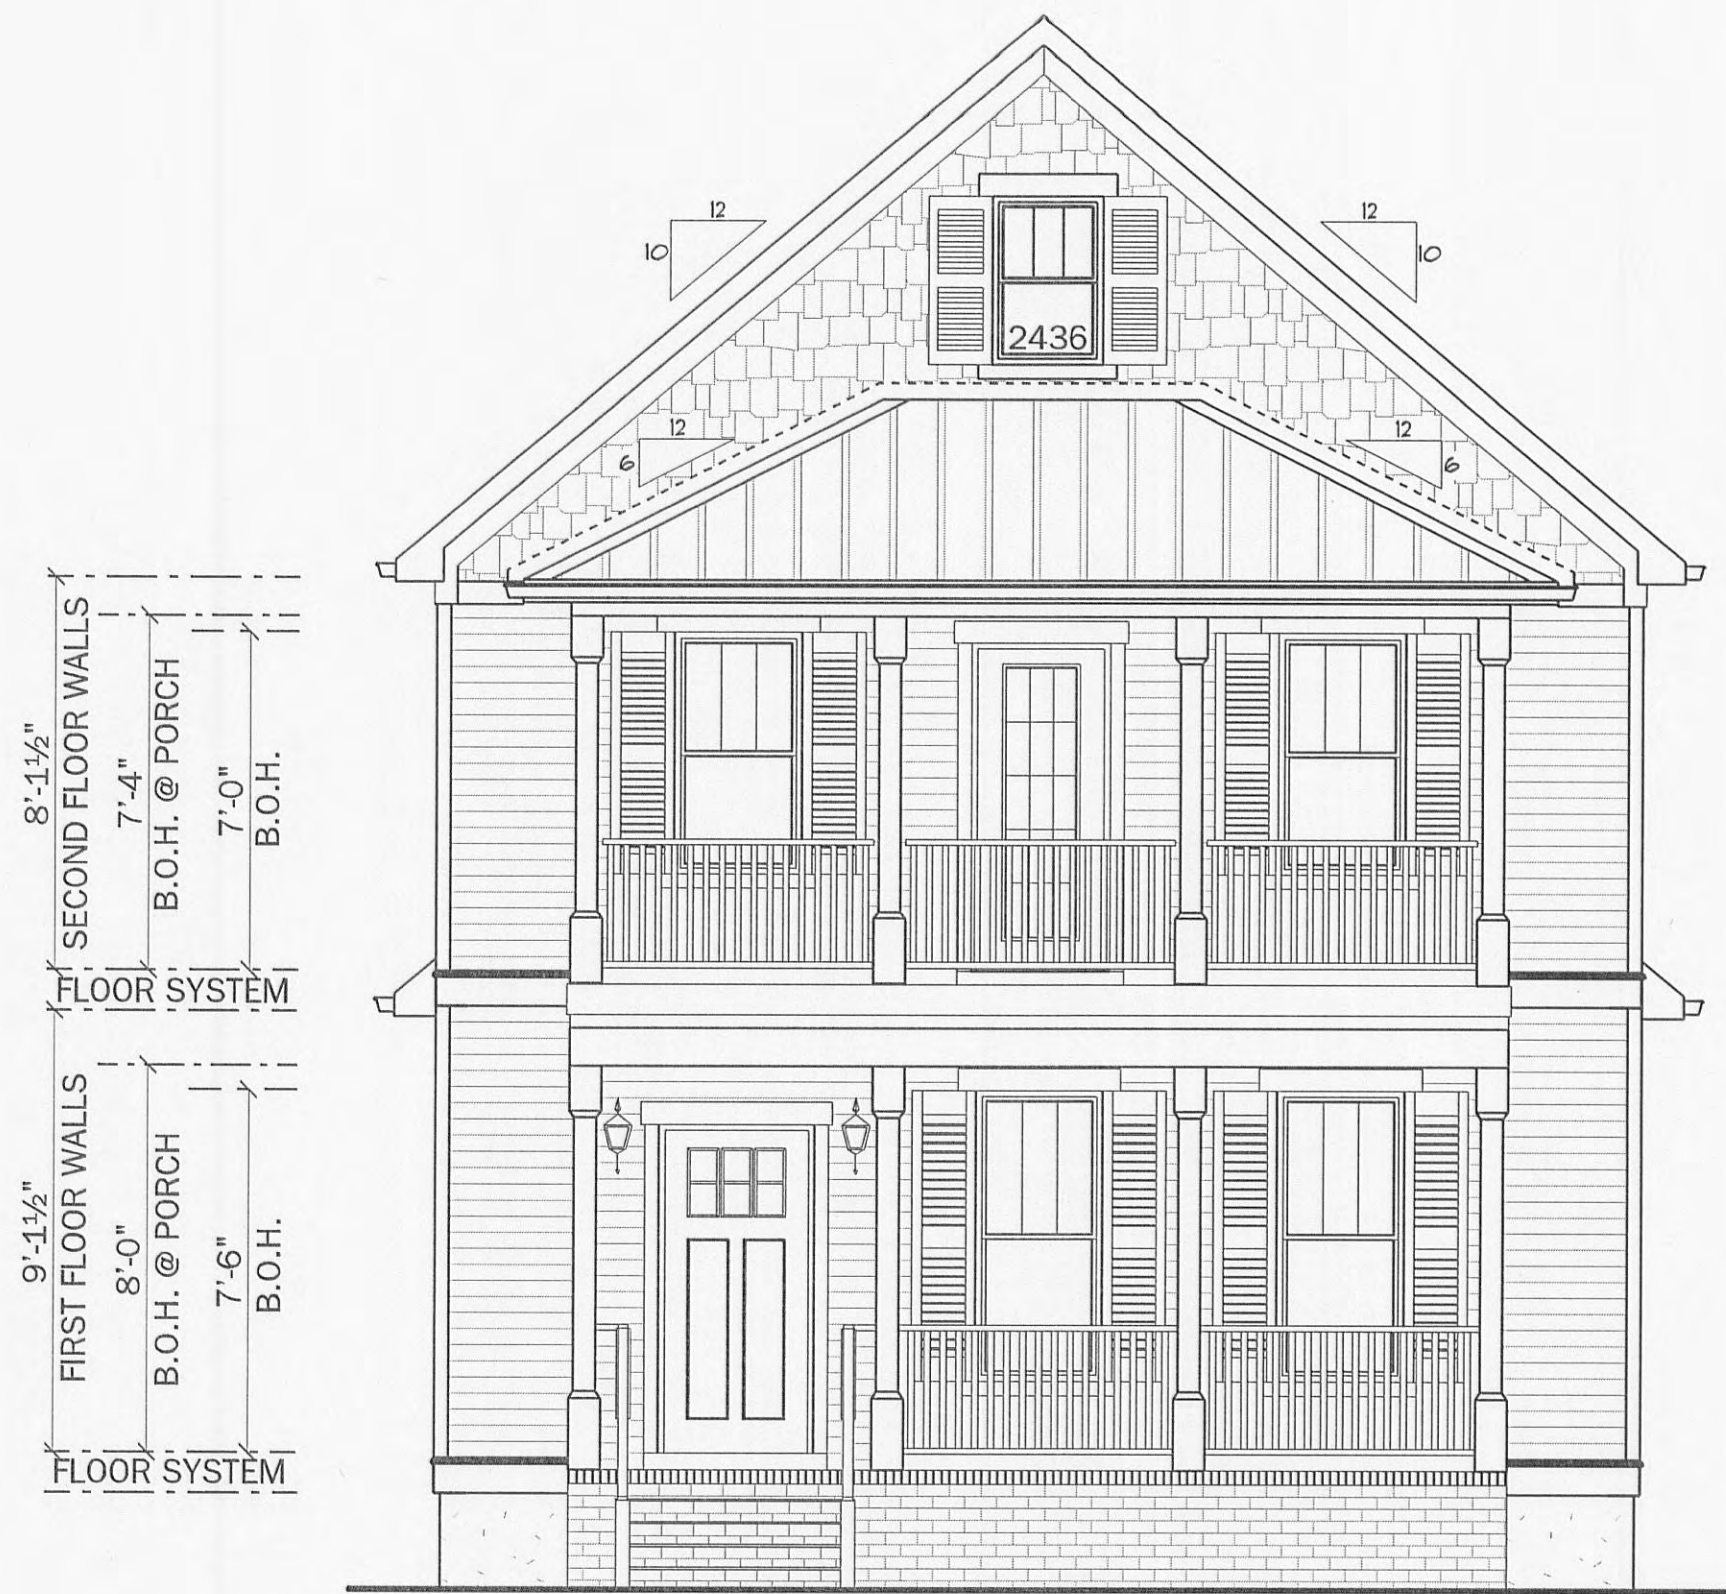 12
10
12
10
2436
12
6
12
6
8'-1½"
SECOND FLOOR WALLS
7'-4"
B.O.H. @ PORCH
7'-0"
B.O.H.
FLOOR SYSTEM
9'-1½"
FIRST FLOOR WALLS
8'-0"
B.O.H. @ PORCH
7'-6"
B.O.H.
FLOOR SYSTEM